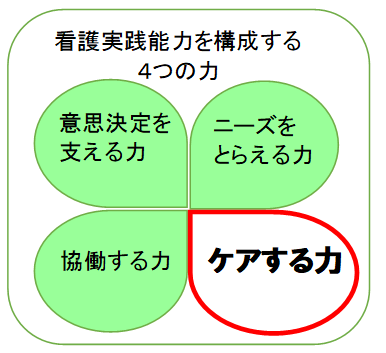 看護実践能力を構成する
4つの力
意思決定を
支える力
ニーズを
とらえる力
協働する力
ケアする力